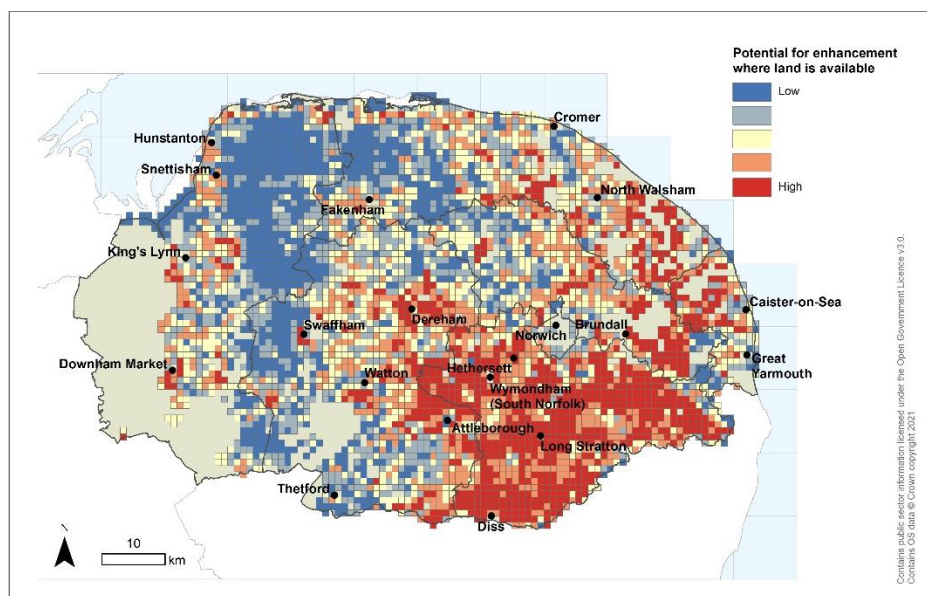 Potential for enhancement
where land is available
Low
High
Cromer
Hunstanton
Snettisham
North Walsham
Fakenham
King's Lynn
Caister-on-Sea
Dereham
Swaffham
Norwich
Brundall
Great
Yarmouth
Downham Market
Hethersett
Watton
Wymondham
(South Norfolk)
Attleborough
Long Stratton
Thetford
Diss
N
10
km
Contains public sector information licensed under the Open Government Licence v3.0.
Contains OS data © Crown copyright 2021